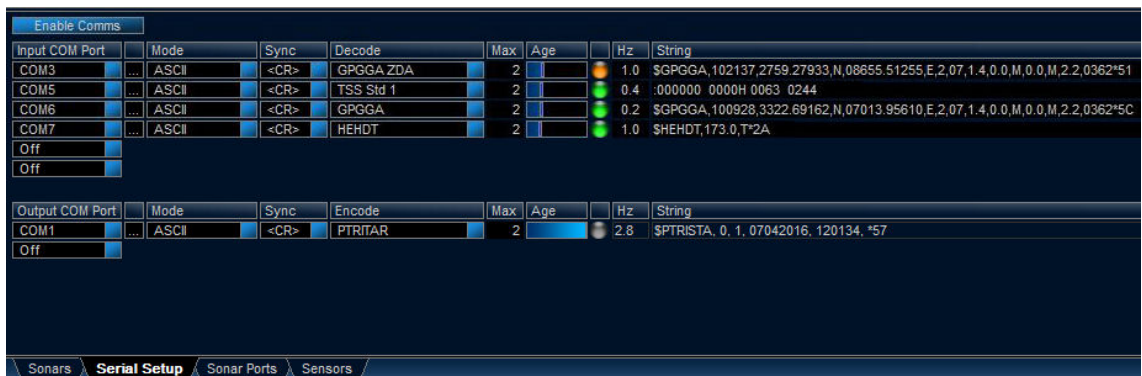 Enable Comms
Input COM Port Mode Sync Decode Max Age Hz String
COM3 ... ASCII <CR> GPGGA ZDA 2 1.0 $GPGGA,102137,2759.27933,N,08655.51255,E,2,07,1.4,0.0,M,0.0,M,2.2,0362*51
COM5 ... ASCII <CR> TSS Std 1 2 0.4 :000000 0000H 0063 0244
COM6 ... ASCII <CR> GPGGA 2 0.2 $GPGGA,100928,3322.69162,N,07013.95610,E,2,07,1.4,0.0,M,0.0,M,2.2,0362*5C
COM7 ... ASCII <CR> HEHDT 2 1.0 $HEHDT,173.0,T*2A
Off
Off
Output COM Port Mode Sync Encode Max Age Hz String
COM1 ... ASCII <CR> PTRITAR 2 2.8 $PTRISTA, 0, 1, 07042016, 120134, *57
Off
Sonars Serial Setup Sonar Ports Sensors